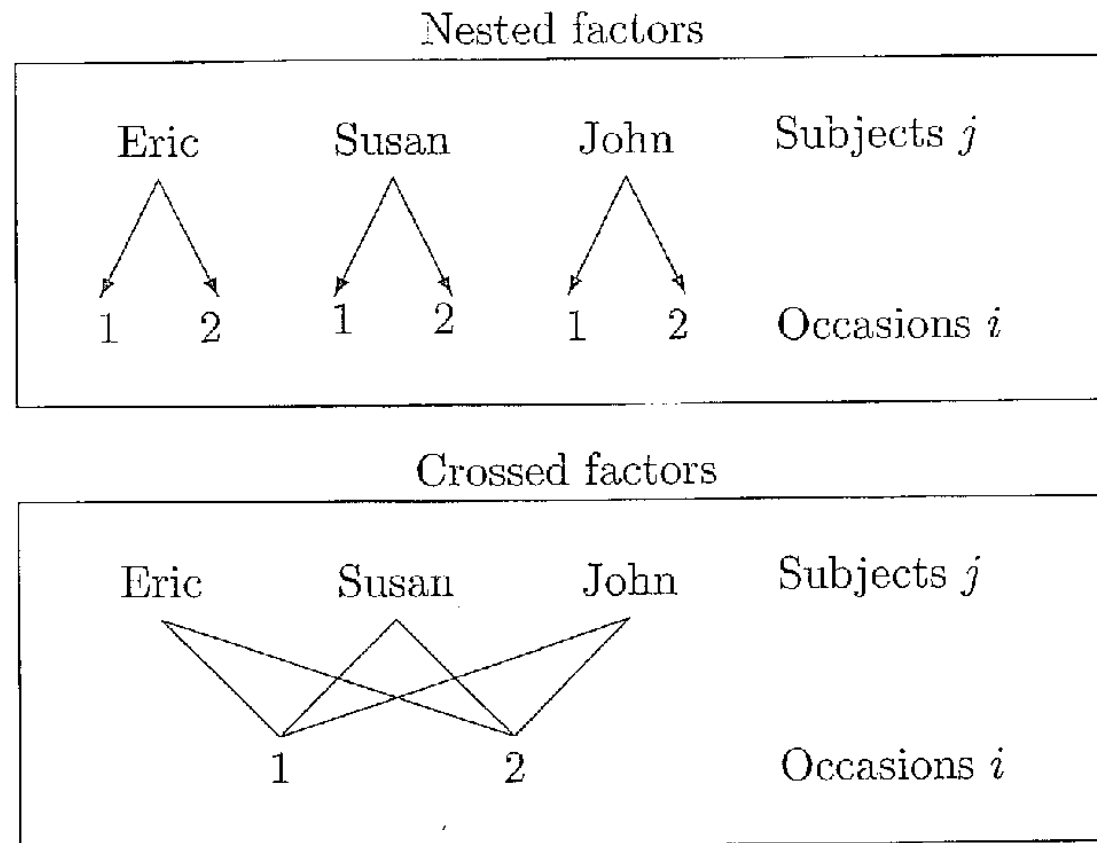 Nested factors
Eric Susan John Subjects j
1 2 1 2 1 2 Occasions i
Crossed factors
Eric Susan John Subjects j
1 2 Occasions i